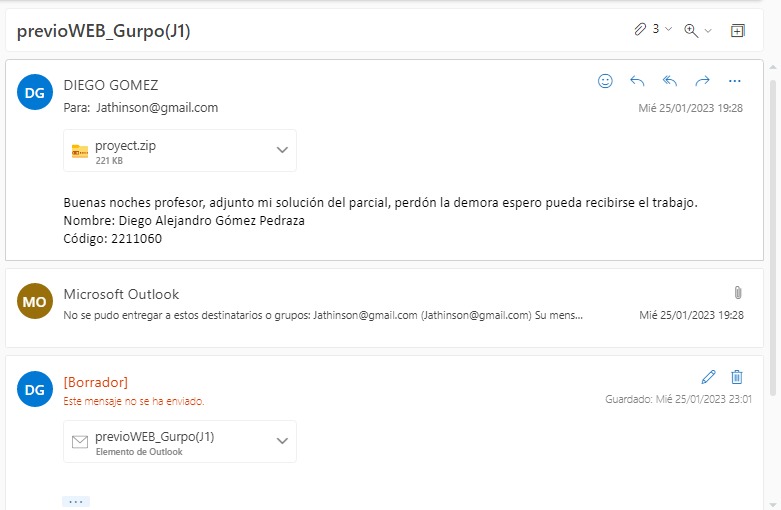 previoWEB_Gurpo(J1)
3
DG
DIEGO GOMEZ
Para: Jathinson@gmail.com
Mié 25/01/2023 19:28
proyect.zip
221 KB
Buenas noches profesor, adjunto mi solución del parcial, perdón la demora espero pueda recibirse el trabajo.
Nombre: Diego Alejandro Gómez Pedraza
Código: 2211060
MO
Microsoft Outlook
No se pudo entregar a estos destinatarios o grupos: Jathinson@gmail.com (Jathinson@gmail.com) Su mens...
Mié 25/01/2023 19:28
DG
[Borrador]
Este mensaje no se ha enviado.
Guardado: Mié 25/01/2023 23:01
previoWEB_Gurpo(J1)
Elemento de Outlook
...